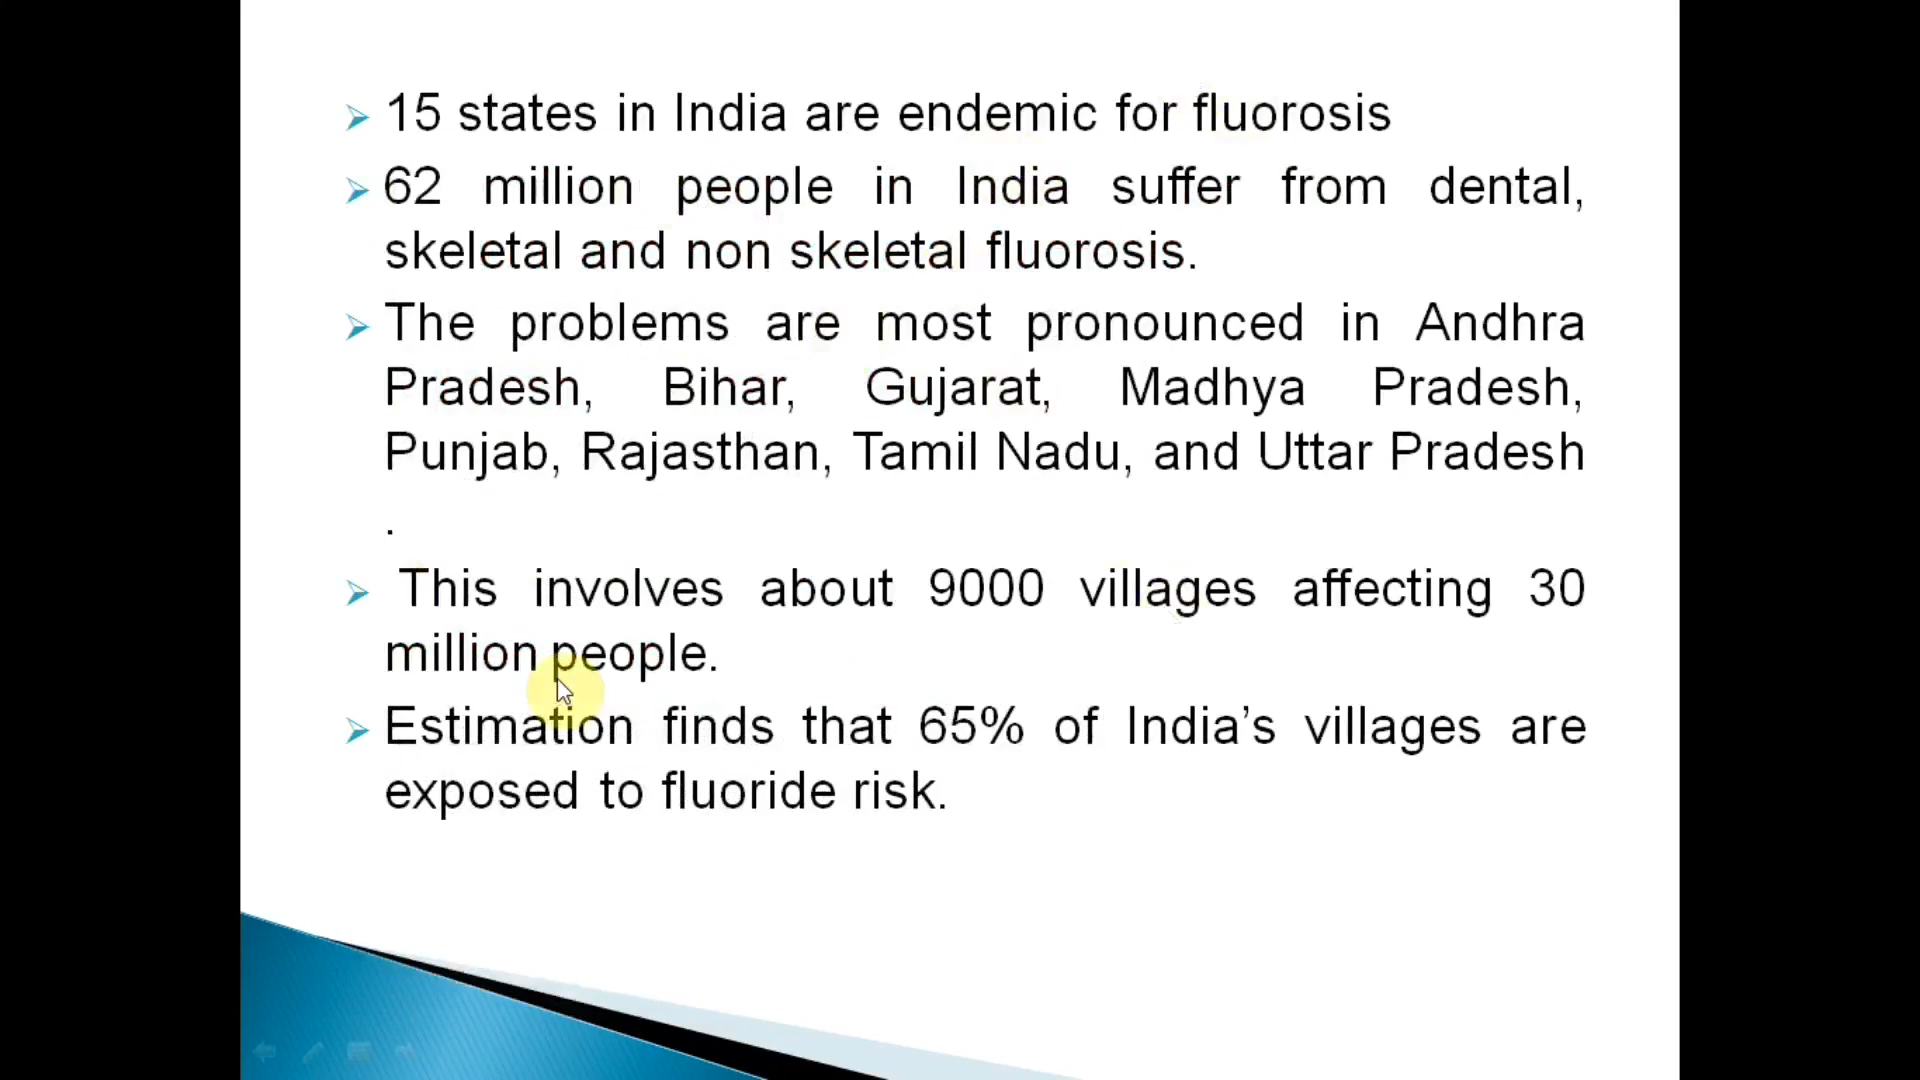 15 states in India are endemic for fluorosis
62 million people in India suffer from dental,
skeletal and non skeletal fluorosis.
The problems are most pronounced in Andhra
Pradesh, Bihar, Gujarat, Madhya Pradesh,
Punjab, Rajasthan, Tamil Nadu, and Uttar Pradesh
.
This involves about 9000 villages affecting 30
million people.
Estimation finds that 65% of India’s villages are
exposed to fluoride risk.